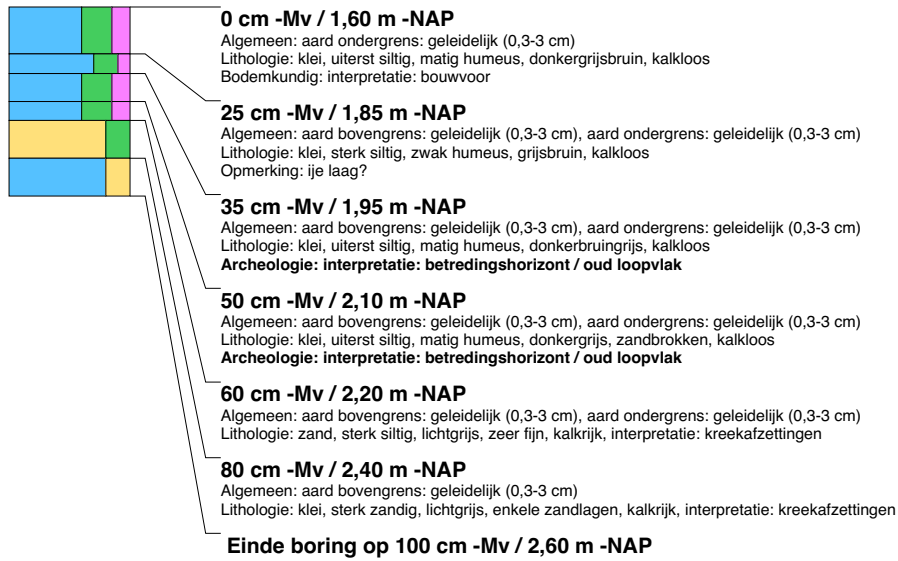 0 cm -Mv / 1,60 m -NAP
Algemeen: aard ondergrens: geleidelijk (0,3-3 cm)
Lithologie: klei, uiterst siltig, matig humeus, donkergrijsbruin, kalkloos
Bodemkundig: interpretatie: bouwvoor
25 cm -Mv / 1,85 m -NAP
Algemeen: aard bovengrens: geleidelijk (0,3-3 cm), aard ondergrens: geleidelijk (0,3-3 cm)
Lithologie: klei, sterk siltig, zwak humeus, grijsbruin, kalkloos
Opmerking: ije laag?
35 cm -Mv / 1,95 m -NAP
Algemeen: aard bovengrens: geleidelijk (0,3-3 cm), aard ondergrens: geleidelijk (0,3-3 cm)
Lithologie: klei, uiterst siltig, matig humeus, donkerbruingrijs, kalkloos
Archeologie: interpretatie: betredingshorizont / oud loopvlak
50 cm -Mv / 2,10 m -NAP
Algemeen: aard bovengrens: geleidelijk (0,3-3 cm), aard ondergrens: geleidelijk (0,3-3 cm)
Lithologie: klei, uiterst siltig, matig humeus, donkergrijs, zandbrokken, kalkloos
Archeologie: interpretatie: betredingshorizont / oud loopvlak
60 cm -Mv / 2,20 m -NAP
Algemeen: aard bovengrens: geleidelijk (0,3-3 cm), aard ondergrens: geleidelijk (0,3-3 cm)
Lithologie: zand, sterk siltig, lichtgrijs, zeer fijn, kalkrijk, interpretatie: kreekafzettingen
80 cm -Mv / 2,40 m -NAP
Algemeen: aard bovengrens: geleidelijk (0,3-3 cm)
Lithologie: klei, sterk zandig, lichtgrijs, enkele zandlagen, kalkrijk, interpretatie: kreekafzettingen
Einde boring op 100 cm -Mv / 2,60 m -NAP